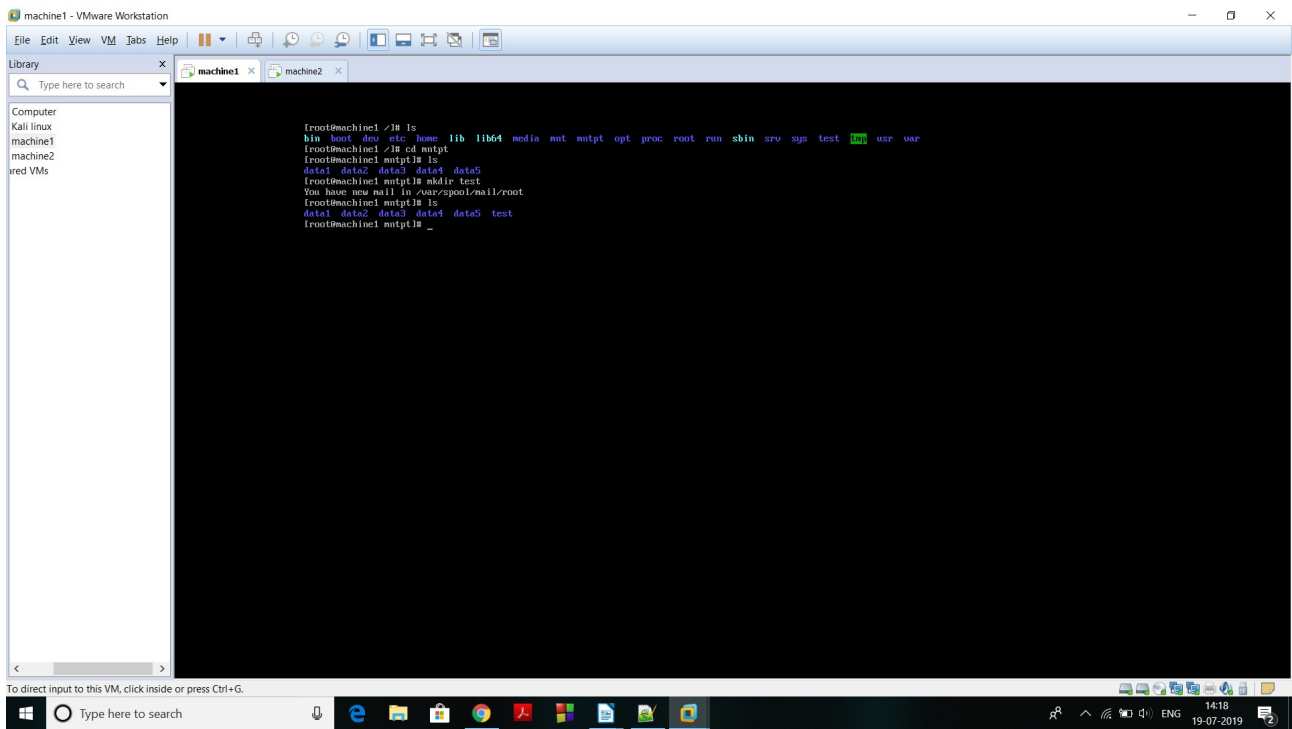 machine1 - VMware Workstation
File Edit View VM Tabs Help
Library x
machine1 × machine2 ×
Type here to search
Computer
Kali linux
machine1
machine2
ared VMs
[root@machine1 /]# ls
bin boot dev etc home lib lib64 media mnt mntpt opt proc root run sbin srv sys test tmp usr var
[root@machine1 /]# cd mntpt
[root@machine1 mntpt]# ls
data1 data2 data3 data4 data5
[root@machine1 mntpt]# mkdir test
You have new mail in /var/spool/mail/root
[root@machine1 mntpt]# ls
data1 data2 data3 data4 data5 test
[root@machine1 mntpt]# _
To direct input to this VM, click inside or press Ctrl+G.
Type here to search
ENG
14:18
19-07-2019
2